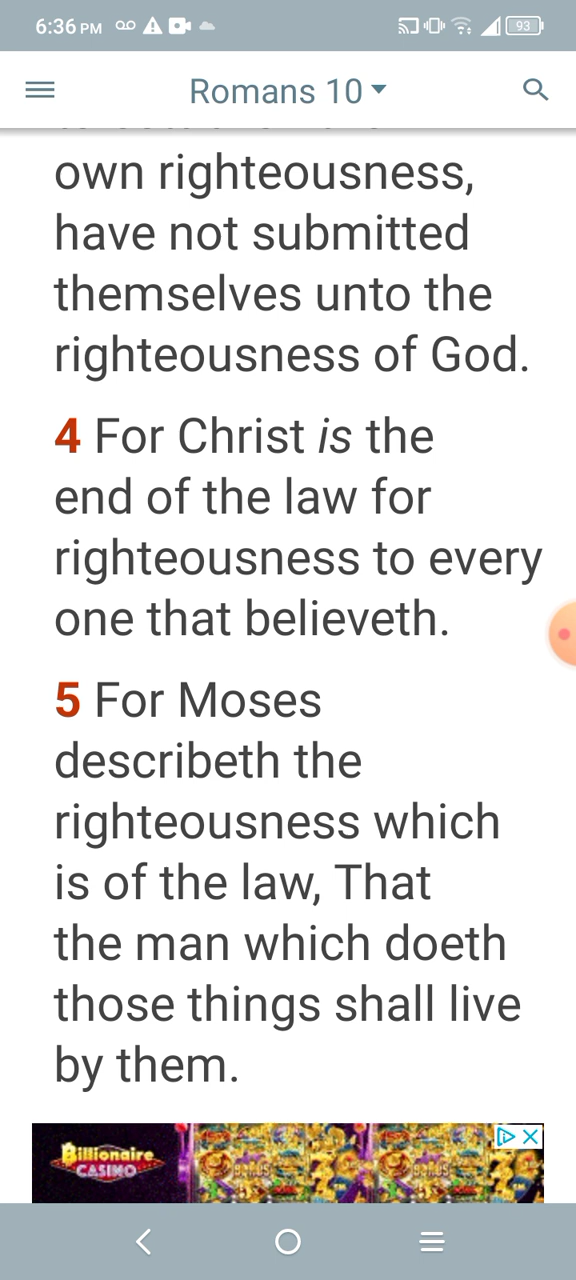 6:36 PM
93
Romans 10
own righteousness,
have not submitted
themselves unto the
righteousness of God.
4 For Christ is the
end of the law for
righteousness to every
one that believeth.
5 For Moses
describeth the
righteousness which
is of the law, That
the man which doeth
those things shall live
by them.
Billionaire
CASINO
BONUS